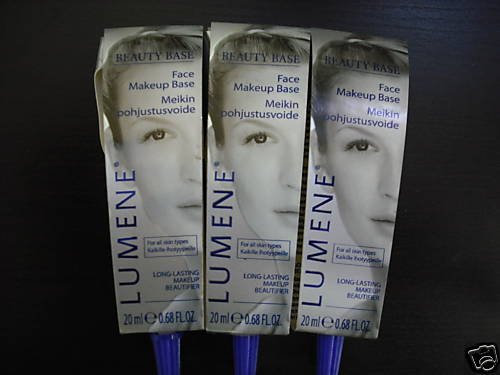 BEAUTY BASE
Face
Makeup Base
Meikin
pohjustusvoide
LUMENE
For all skin types
Kaikille ihotyypeille
LONG-LASTING
MAKEUP
BEAUTIFIER
20 ml e 0.68 FL.OZ.
BEAUTY BASE
Face
Makeup Base
Meikin
pohjustusvoide
LUMENE
For all skin types
Kaikille ihotyypeille
LONG-LASTING
MAKEUP
BEAUTIFIER
20 ml e 0.68 FL.OZ.
BEAUTY BASE
Face
Makeup Base
Meikin
pohjustusvoide
LUMENE
For all skin types
Kaikille ihotyypeille
LONG-LASTING
MAKEUP
BEAUTIFIER
20 ml e 0.68 FL.OZ.